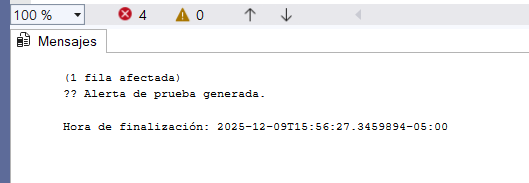 100 % 4 0
Mensajes
(1 fila afectada)
?? Alerta de prueba generada.
Hora de finalización: 2025-12-09T15:56:27.3459894-05:00